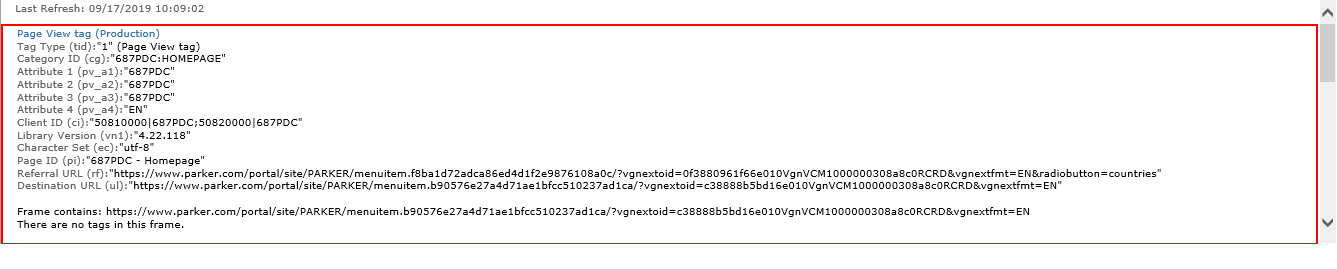 Last Refresh: 09/17/2019 10:09:02
Page View tag (Production)
Tag Type (tid):"1" (Page View tag)
Category ID (cg):"687PDC:HOMEPAGE"
Attribute 1 (pv_a1):"687PDC"
Attribute 2 (pv_a2):"687PDC"
Attribute 3 (pv_a3):"687PDC"
Attribute 4 (pv_a4):"EN"
Client ID (ci):"50810000|687PDC;50820000|687PDC"
Library Version (vn1):"4.22.118"
Character Set (ec):"utf-8"
Page ID (pi):"687PDC - Homepage"
Referral URL (rf):"https://www.parker.com/portal/site/PARKER/menuitem.f8ba1d72adca86ed4d1f2e9876108a0c/?vgnextoid=0f3880961f66e010VgnVCM1000000308a8c0RCRD&vgnextfmt=EN&radiobutton=countries"
Destination URL (ul):"https://www.parker.com/portal/site/PARKER/menuitem.b90576e27a4d71ae1bfcc510237ad1ca/?vgnextoid=c38888b5bd16e010VgnVCM1000000308a8c0RCRD&vgnextfmt=EN"
Frame contains: https://www.parker.com/portal/site/PARKER/menuitem.b90576e27a4d71ae1bfcc510237ad1ca/?vgnextoid=c38888b5bd16e010VgnVCM1000000308a8c0RCRD&vgnextfmt=EN
There are no tags in this frame.